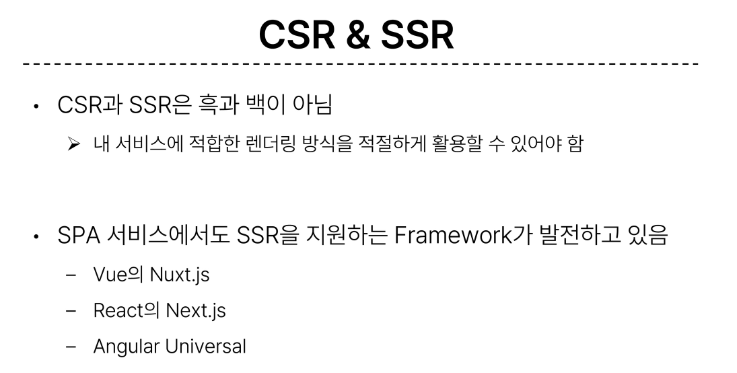 CSR & SSR
• CSR과 SSR은 흑과 백이 아님
➢ 내 서비스에 적합한 렌더링 방식을 적절하게 활용할 수 있어야 함
• SPA 서비스에서도 SSR을 지원하는 Framework가 발전하고 있음
– Vue의 Nuxt.js
– React의 Next.js
– Angular Universal